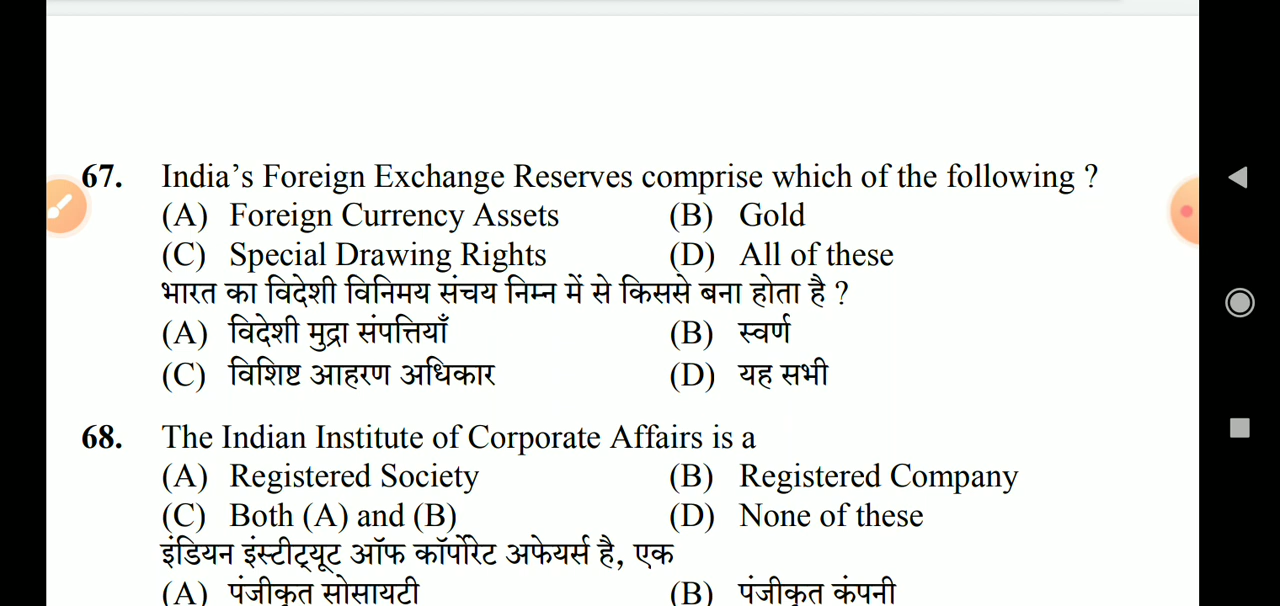 67. India’s Foreign Exchange Reserves comprise which of the following ?
(A) Foreign Currency Assets (B) Gold
(C) Special Drawing Rights (D) All of these
भारत का विदेशी विनिमय संचय निम्न में से किससे बना होता है ?
(A) विदेशी मुद्रा संपत्तियाँ (B) स्वर्ण
(C) विशिष्ट आहरण अधिकार (D) यह सभी
68. The Indian Institute of Corporate Affairs is a
(A) Registered Society (B) Registered Company
(C) Both (A) and (B) (D) None of these
इंडियन इंस्टीट्यूट ऑफ कॉर्पोरेट अफेयर्स है, एक
(A) पंजीकृत सोसायटी (B) पंजीकृत कंपनी